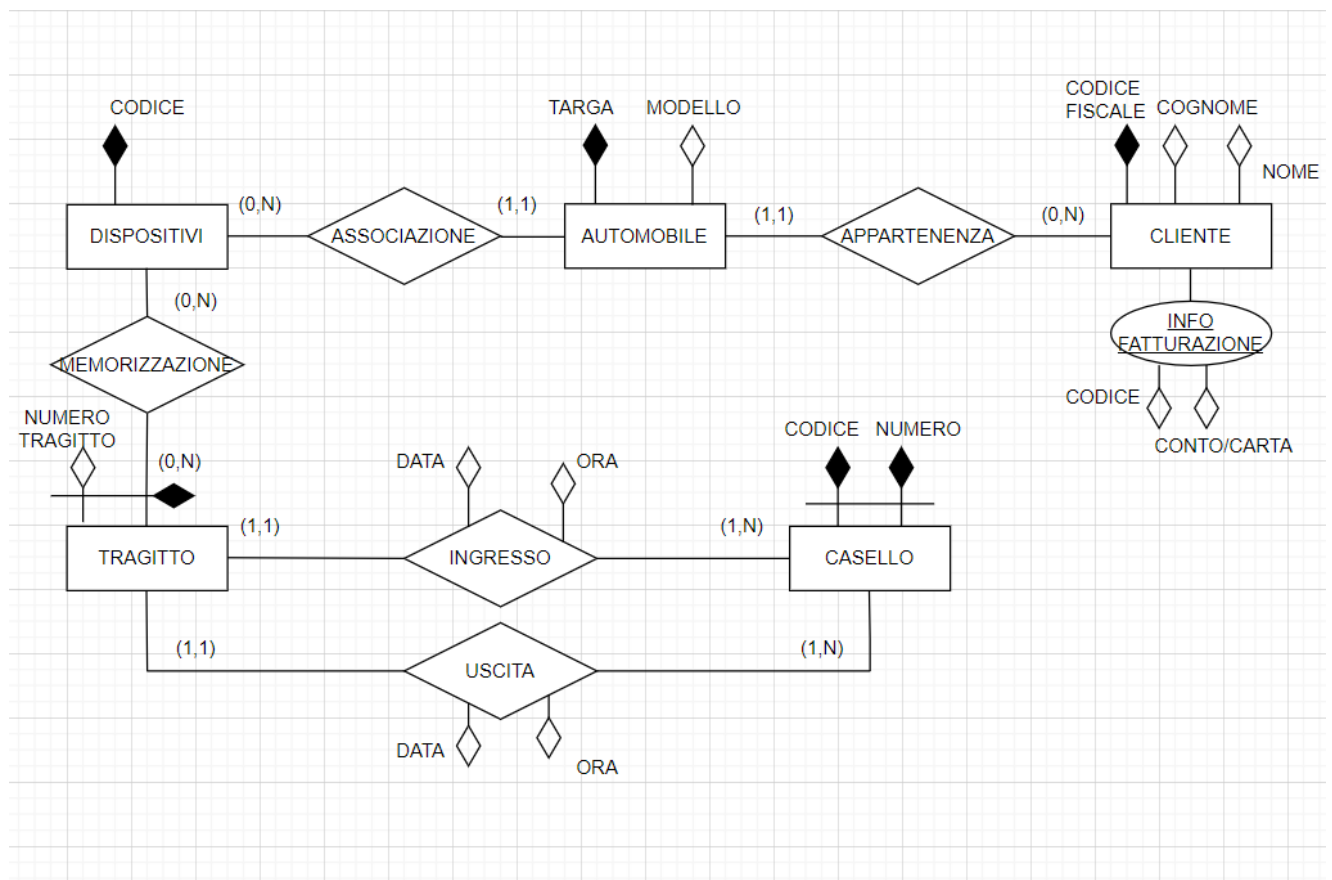 CODICE
TARGA
MODELLO
CODICE
FISCALE
COGNOME
NOME
DISPOSITIVI
(0,N)
ASSOCIAZIONE
(1,1)
AUTOMOBILE
(1,1)
APPARTENENZA
(0,N)
CLIENTE
(0,N)
MEMORIZZAZIONE
INFO
FATTURAZIONE
CODICE
CONTO/CARTA
NUMERO
TRAGITTO
(0,N)
DATA
ORA
CODICE
NUMERO
TRAGITTO
(1,1)
INGRESSO
(1,N)
CASELLO
(1,1)
USCITA
(1,N)
DATA
ORA